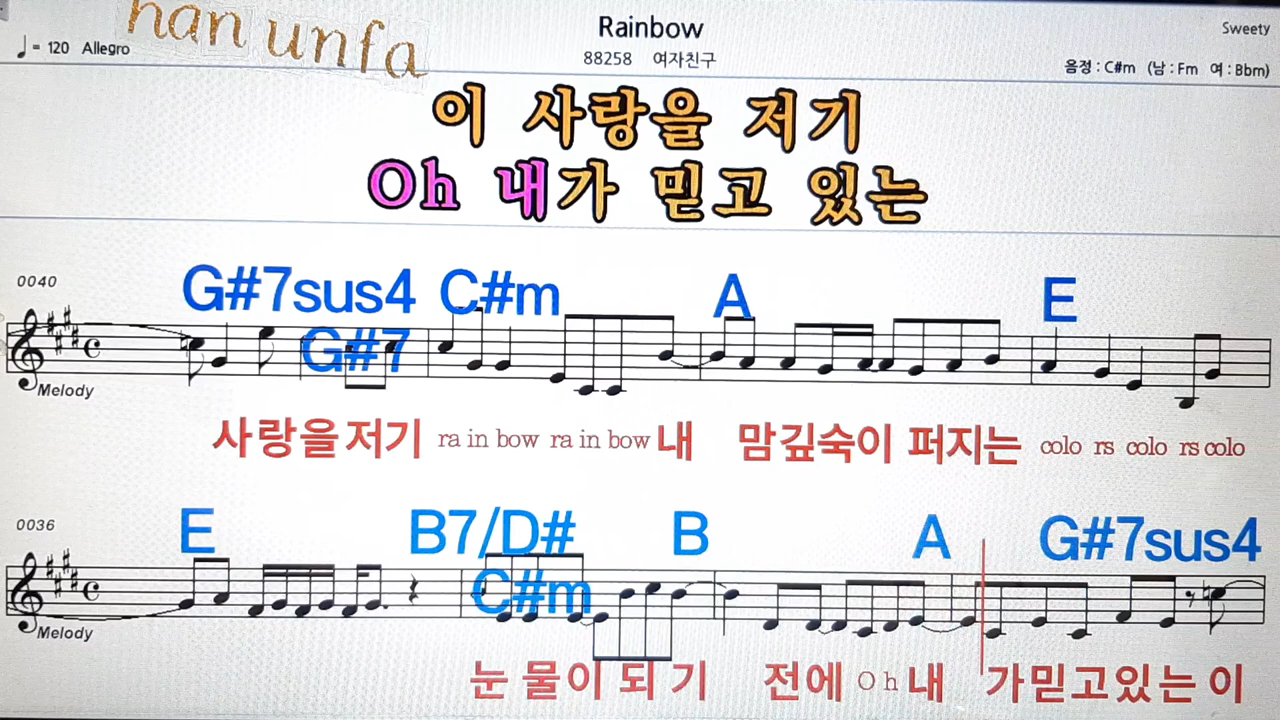 han unfa
Rainbow
Sweety
♩= 120 Allegro
88258 여자친구
음정 : C#m (남 : Fm 여 : Bbm)
이 사랑을 저기
Oh 내가 믿고 있는
0040
G#7sus4 C#m A E
G#7
Melody
사랑을저기 ra in bow ra in bow 내 맘깊숙이 퍼지는 colo rs colo rs colo
0036
E B7/D# B A G#7sus4
C#m
Melody
눈 물이 되 기 전에 Oh 내 가믿고있는 이